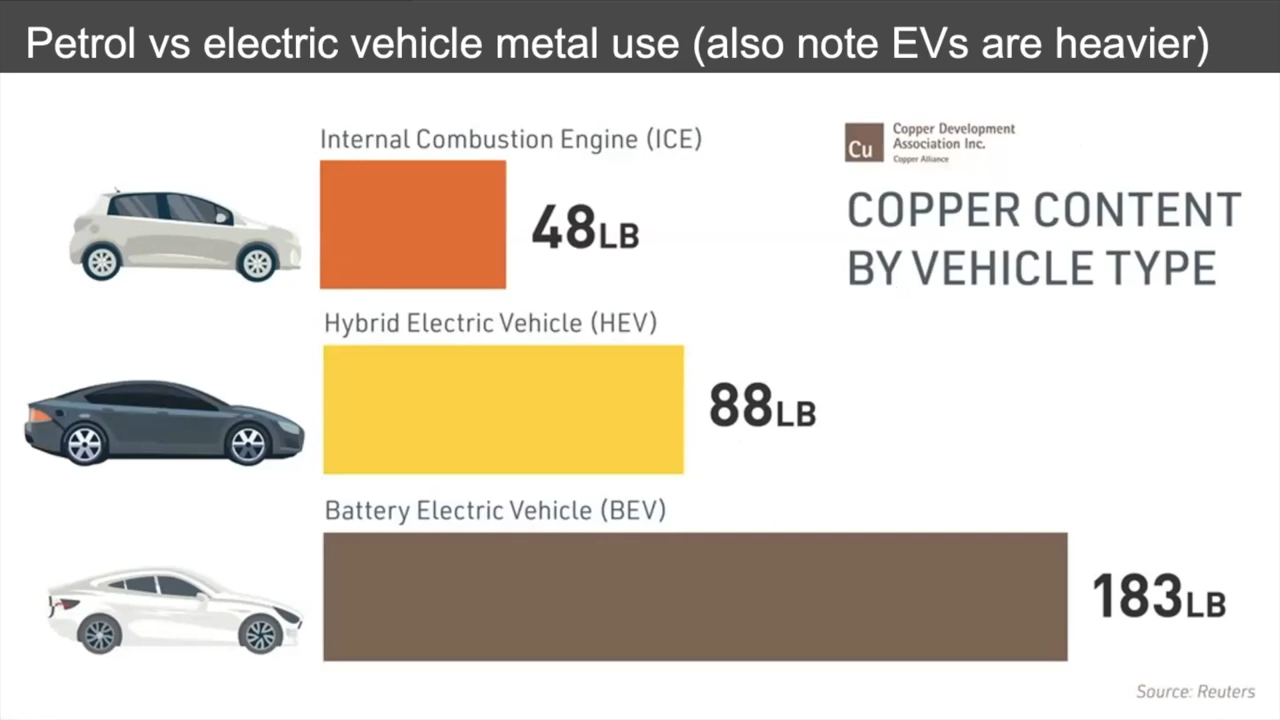 Petrol vs electric vehicle metal use (also note EVs are heavier)
Internal Combustion Engine (ICE)
48LB
Cu
Copper Development
Association Inc.
Copper Alliance
COPPER CONTENT
BY VEHICLE TYPE
Hybrid Electric Vehicle (HEV)
88LB
Battery Electric Vehicle (BEV)
183LB
Source: Reuters